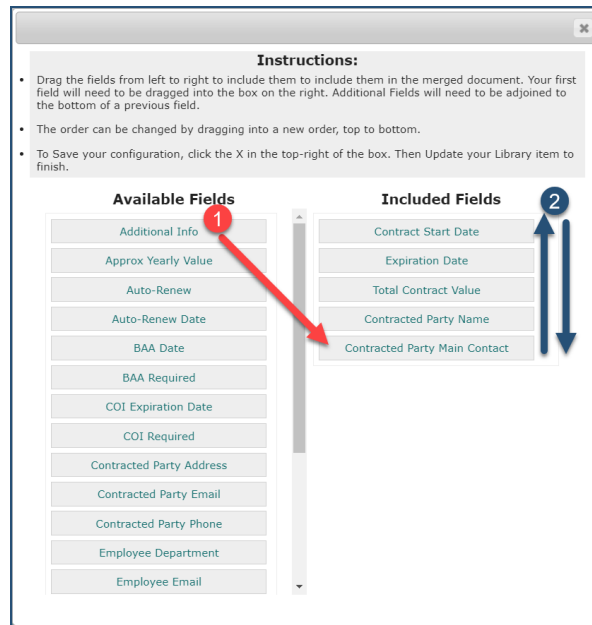 Instructions:
• Drag the fields from left to right to include them to include them in the merged document. Your first
field will need to be dragged into the box on the right. Additional Fields will need to be adjoined to
the bottom of a previous field.
• The order can be changed by dragging into a new order, top to bottom.
• To Save your configuration, click the X in the top-right of the box. Then Update your Library item to
finish.
Available Fields
1
Additional Info
Approx Yearly Value
Auto-Renew
Auto-Renew Date
BAA Date
BAA Required
COI Expiration Date
COI Required
Contracted Party Address
Contracted Party Email
Contracted Party Phone
Employee Department
Employee Email
Included Fields
2
Contract Start Date
Expiration Date
Total Contract Value
Contracted Party Name
Contracted Party Main Contact